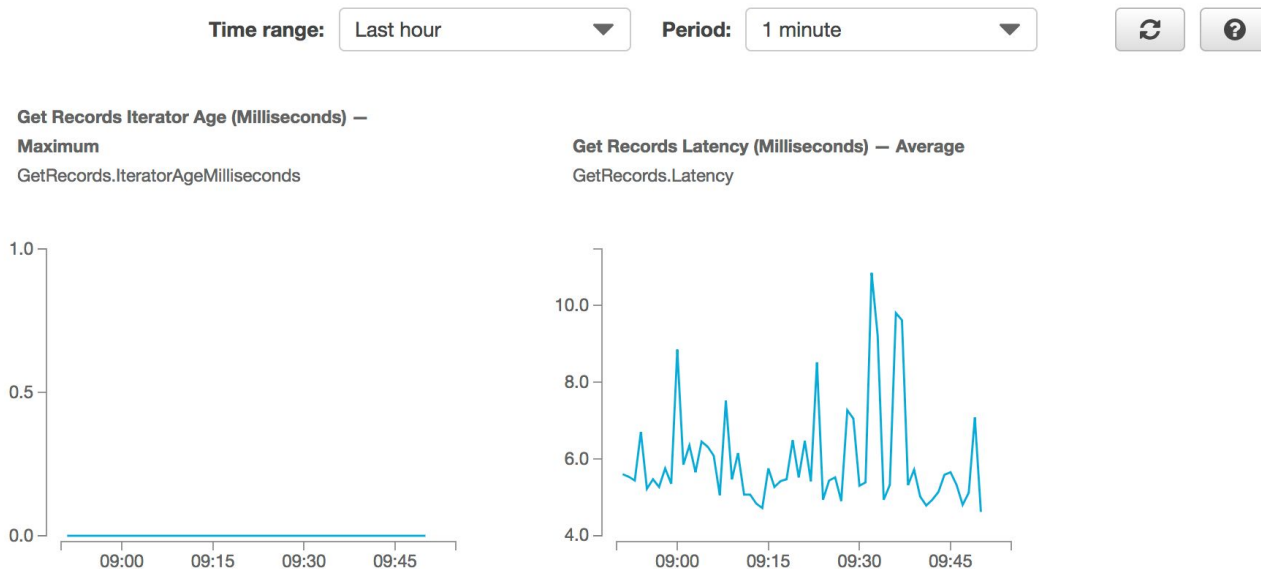 Time range: Last hour Period: 1 minute
Get Records Iterator Age (Milliseconds) —
Maximum
GetRecords.IteratorAgeMilliseconds
1.0
0.5
0.0
09:00 09:15 09:30 09:45
Get Records Latency (Milliseconds) — Average
GetRecords.Latency
10.0
8.0
6.0
4.0
09:00 09:15 09:30 09:45